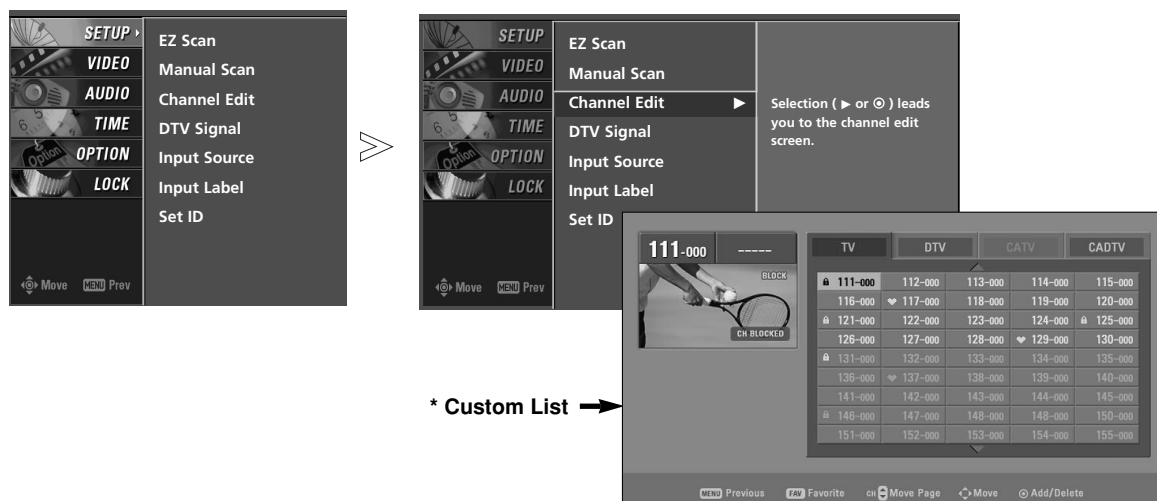 SETUP
VIDEO
AUDIO
TIME
OPTION
LOCK
Option
EZ Scan
Manual Scan
Channel Edit
DTV Signal
Input Source
Input Label
Set ID
Move MENU Prev
SETUP
VIDEO
AUDIO
TIME
OPTION
LOCK
Option
EZ Scan
Manual Scan
Channel Edit ▶
DTV Signal
Input Source
Input Label
Set ID
Selection ( ▶ or ⊙ ) leads
you to the channel edit
screen.
Move MENU Prev
* Custom List
111-000 -----
BLOCK
CH BLOCKED
TV DTV CATV CADTV
111-000 112-000 113-000 114-000 115-000
116-000 ♥ 117-000 118-000 119-000 120-000
121-000 122-000 123-000 124-000 125-000
126-000 127-000 128-000 ♥ 129-000 130-000
131-000 132-000 133-000 134-000 135-000
136-000 ♥ 137-000 138-000 139-000 140-000
141-000 142-000 143-000 144-000 145-000
146-000 147-000 148-000 148-000 150-000
151-000 152-000 153-000 154-000 155-000
MENU Previous FAV Favorite CH Move Page Move ⊙ Add/Delete